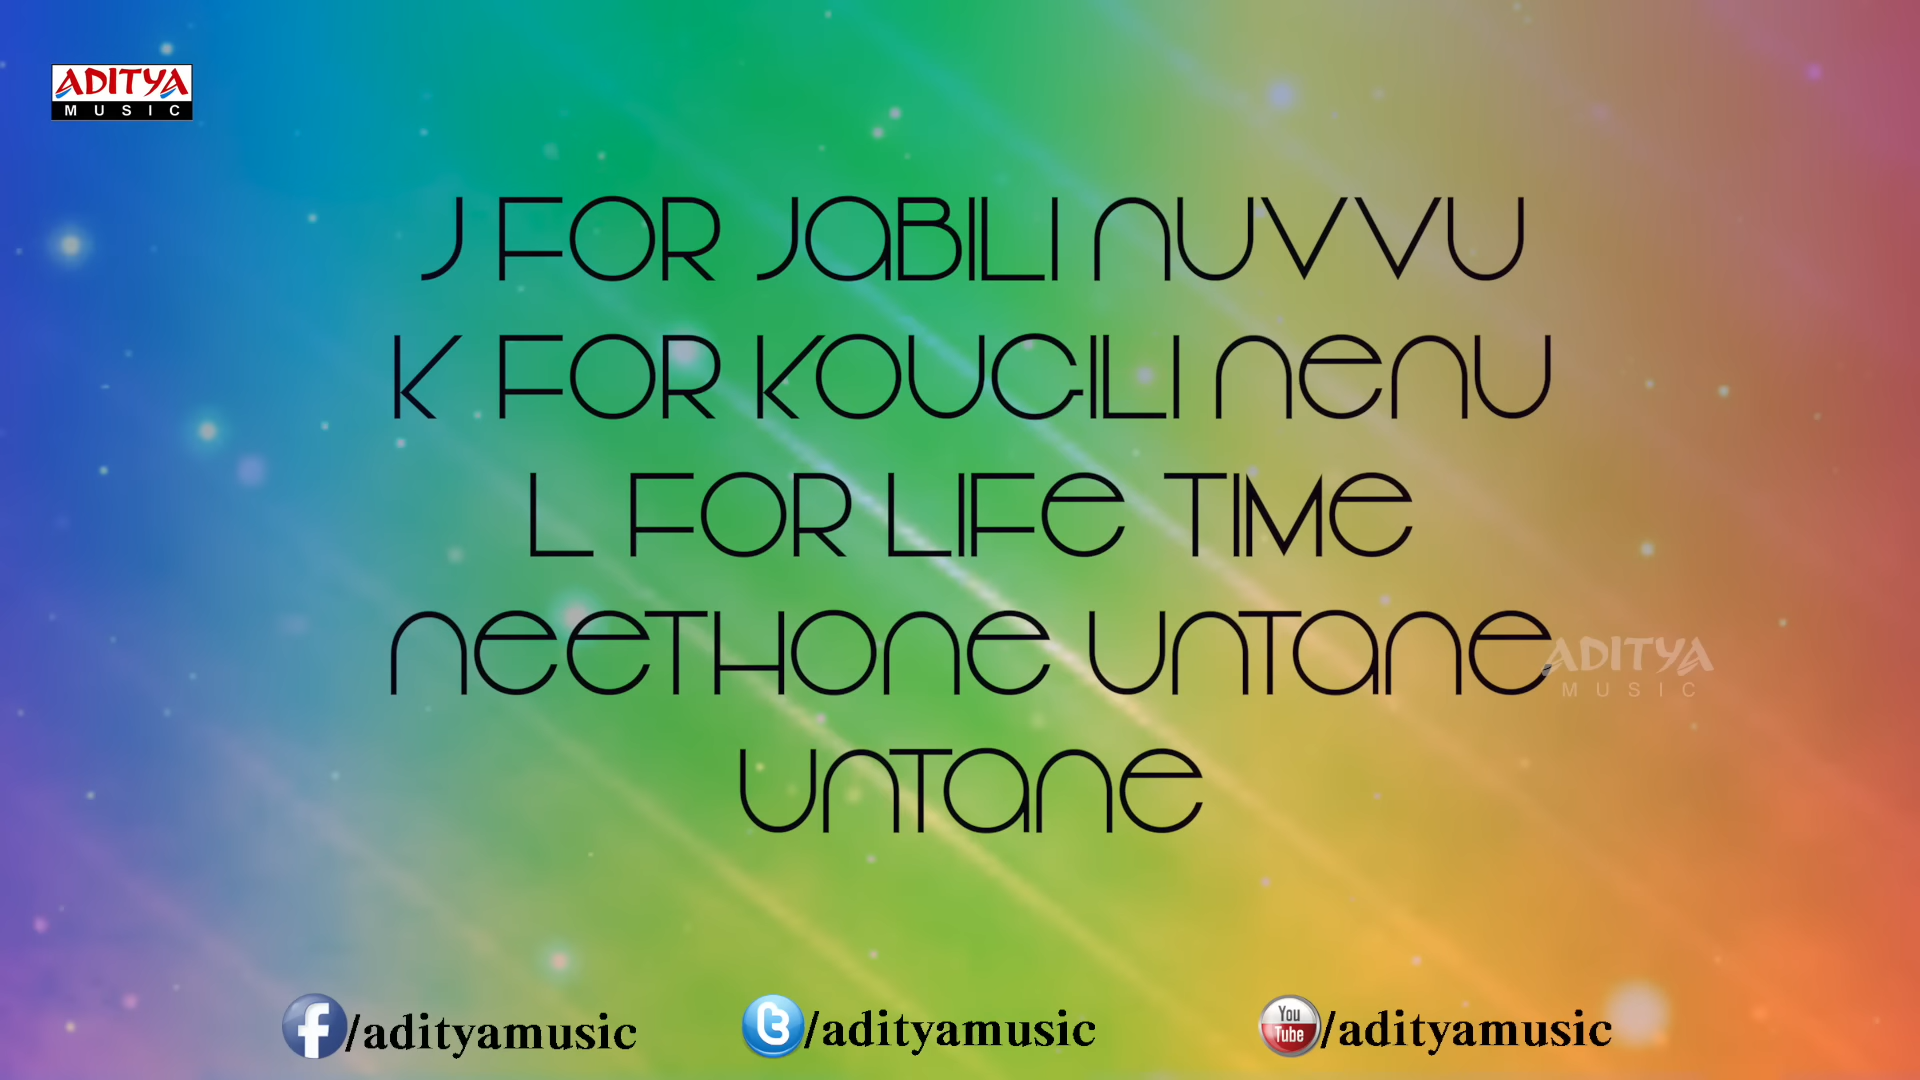 ADITYA
MUSIC
J FOR JABILI NUVVU
K FOR KOUGILI NENU
L FOR LIFE TIME
NEETHONE UNTANE
ADITYA
MUSIC
UNTANE
f/adityamusic
t/adityamusic
You Tube/adityamusic